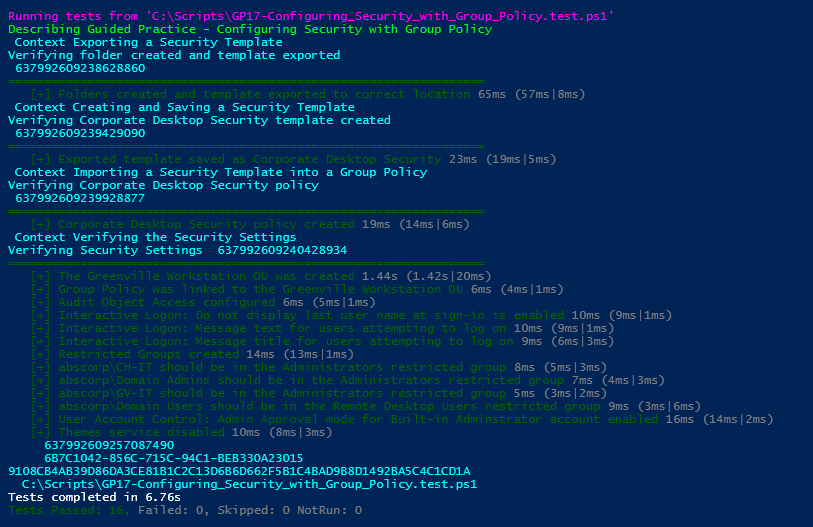 Running tests from 'C:\Scripts\GP17-Configuring_Security_with_Group_Policy.test.ps1'
Describing Guided Practice - Configuring Security with Group Policy
Context Exporting a Security Template
Verifying folder created and template exported
637992609238628860
==================================================================
[+] Folders created and template exported to correct location 65ms (57ms|8ms)
Context Creating and Saving a Security Template
Verifying Corporate Desktop Security template created
637992609239429090
==================================================================
[+] Exported template saved as Corporate Desktop Security 23ms (19ms|5ms)
Context Importing a Security Template into a Group Policy
Verifying Corporate Desktop Security policy
637992609239928877
==================================================================
[+] Corporate Desktop Security policy created 19ms (14ms|6ms)
Context Verifying the Security Settings
Verifying Security Settings  637992609240428934
==================================================================
[+] The Greenville Workstation OU was created 1.44s (1.42s|20ms)
[+] Group Policy was linked to the Greenville Workstation OU 6ms (4ms|1ms)
[+] Audit Object Access configured 6ms (5ms|1ms)
[+] Interactive Logon: Do not display last user name at sign-in is enabled 10ms (9ms|1ms)
[+] Interactive Logon: Message text for users attempting to log on 10ms (9ms|1ms)
[+] Interactive Logon: Message title for users attempting to log on 9ms (6ms|3ms)
[+] Restricted Groups created 14ms (13ms|1ms)
[+] abscorp\CH-IT should be in the Administrators restricted group 8ms (5ms|3ms)
[+] abscorp\Domain Admins should be in the Administrators restricted group 7ms (4ms|3ms)
[+] abscorp\GV-IT should be in the Administrators restricted group 5ms (3ms|2ms)
[+] abscorp\Domain Users should be in the Remote Desktop Users restricted group 9ms (3ms|6ms)
[+] User Account Control: Admin Approval mode for Built-in Adminstrator account enabled 16ms (14ms|2ms)
[+] Themes service disabled 10ms (8ms|3ms)
637992609257087490
6B7C1042-856C-715C-94C1-BEB330A23015
9108CB4AB39D86DA3CE81B1C2C13D6B6D662F5B1C4BAD9B8D1492BA5C4C1CD1A
C:\Scripts\GP17-Configuring_Security_with_Group_Policy.test.ps1
Tests completed in 6.76s
Tests Passed: 16, Failed: 0, Skipped: 0 NotRun: 0